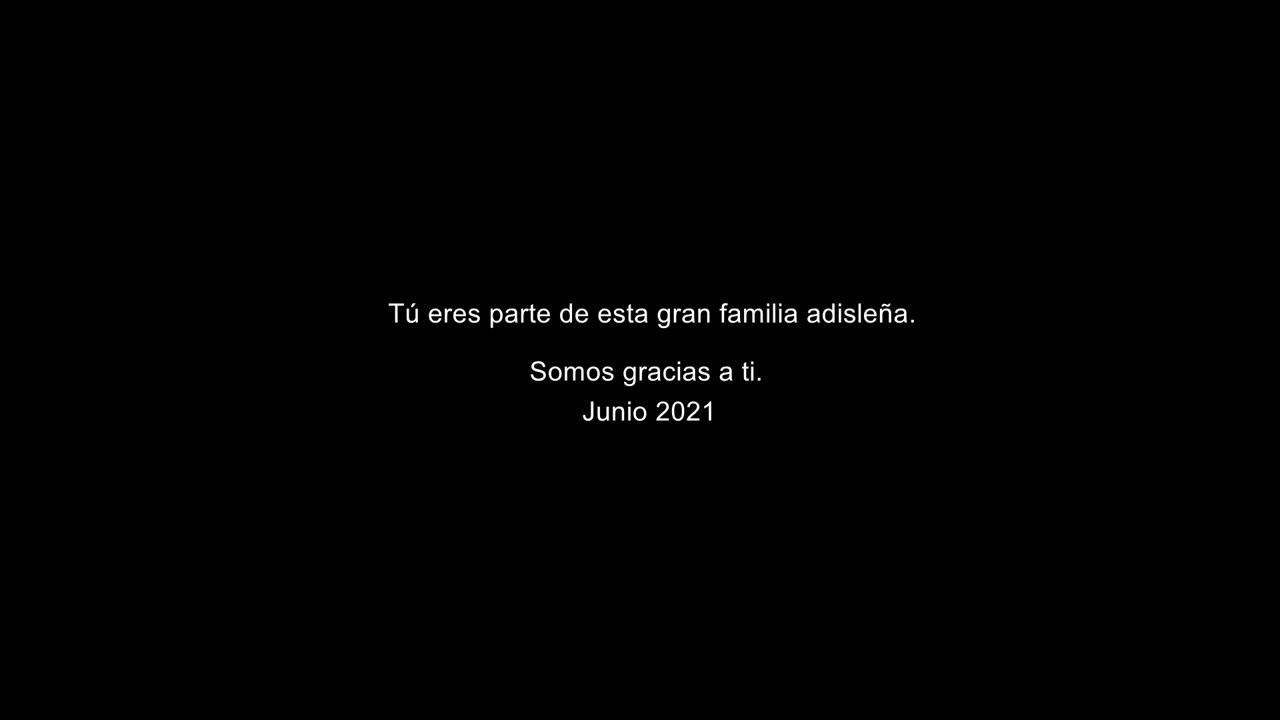 Tú eres parte de esta gran familia adisleña.
Somos gracias a ti.
Junio 2021